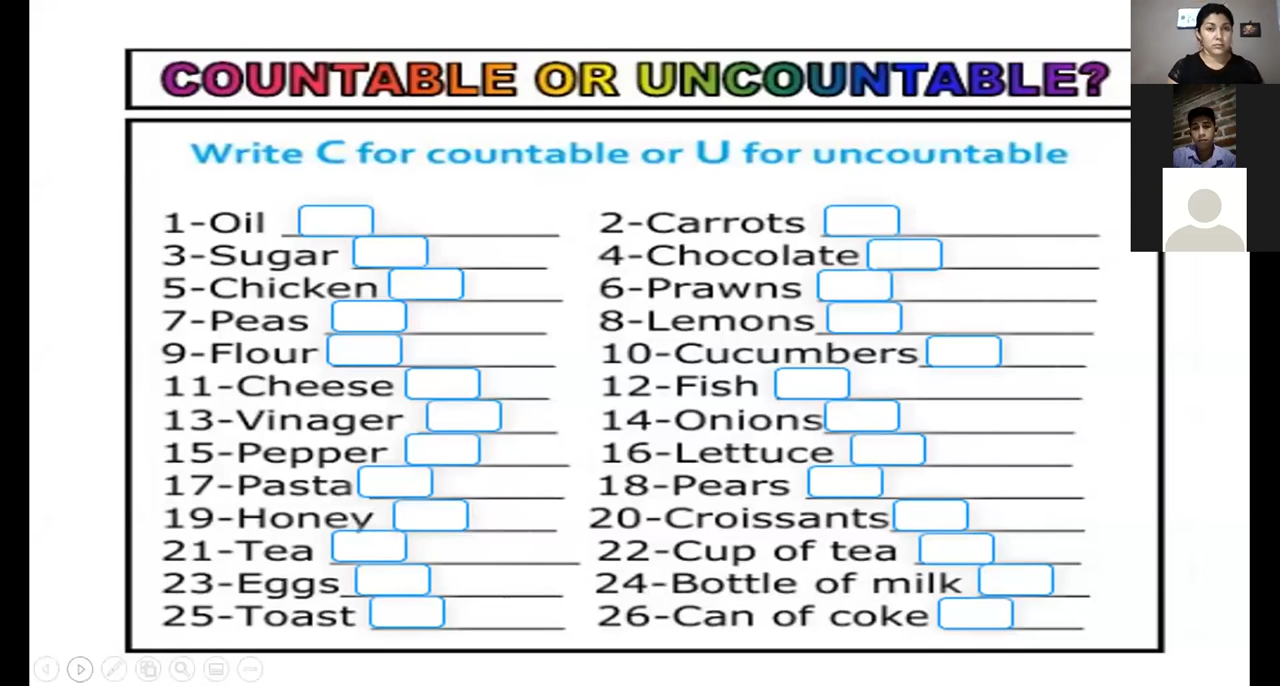 COUNTABLE OR UNCOUNTABLE?
Write C for countable or U for uncountable
1-Oil
2-Carrots
3-Sugar
4-Chocolate
5-Chicken
6-Prawns
7-Peas
8-Lemons
9-Flour
10-Cucumbers
11-Cheese
12-Fish
13-Vinager
14-Onions
15-Pepper
16-Lettuce
17-Pasta
18-Pears
19-Honey
20-Croissants
21-Tea
22-Cup of tea
23-Eggs
24-Bottle of milk
25-Toast
26-Can of coke